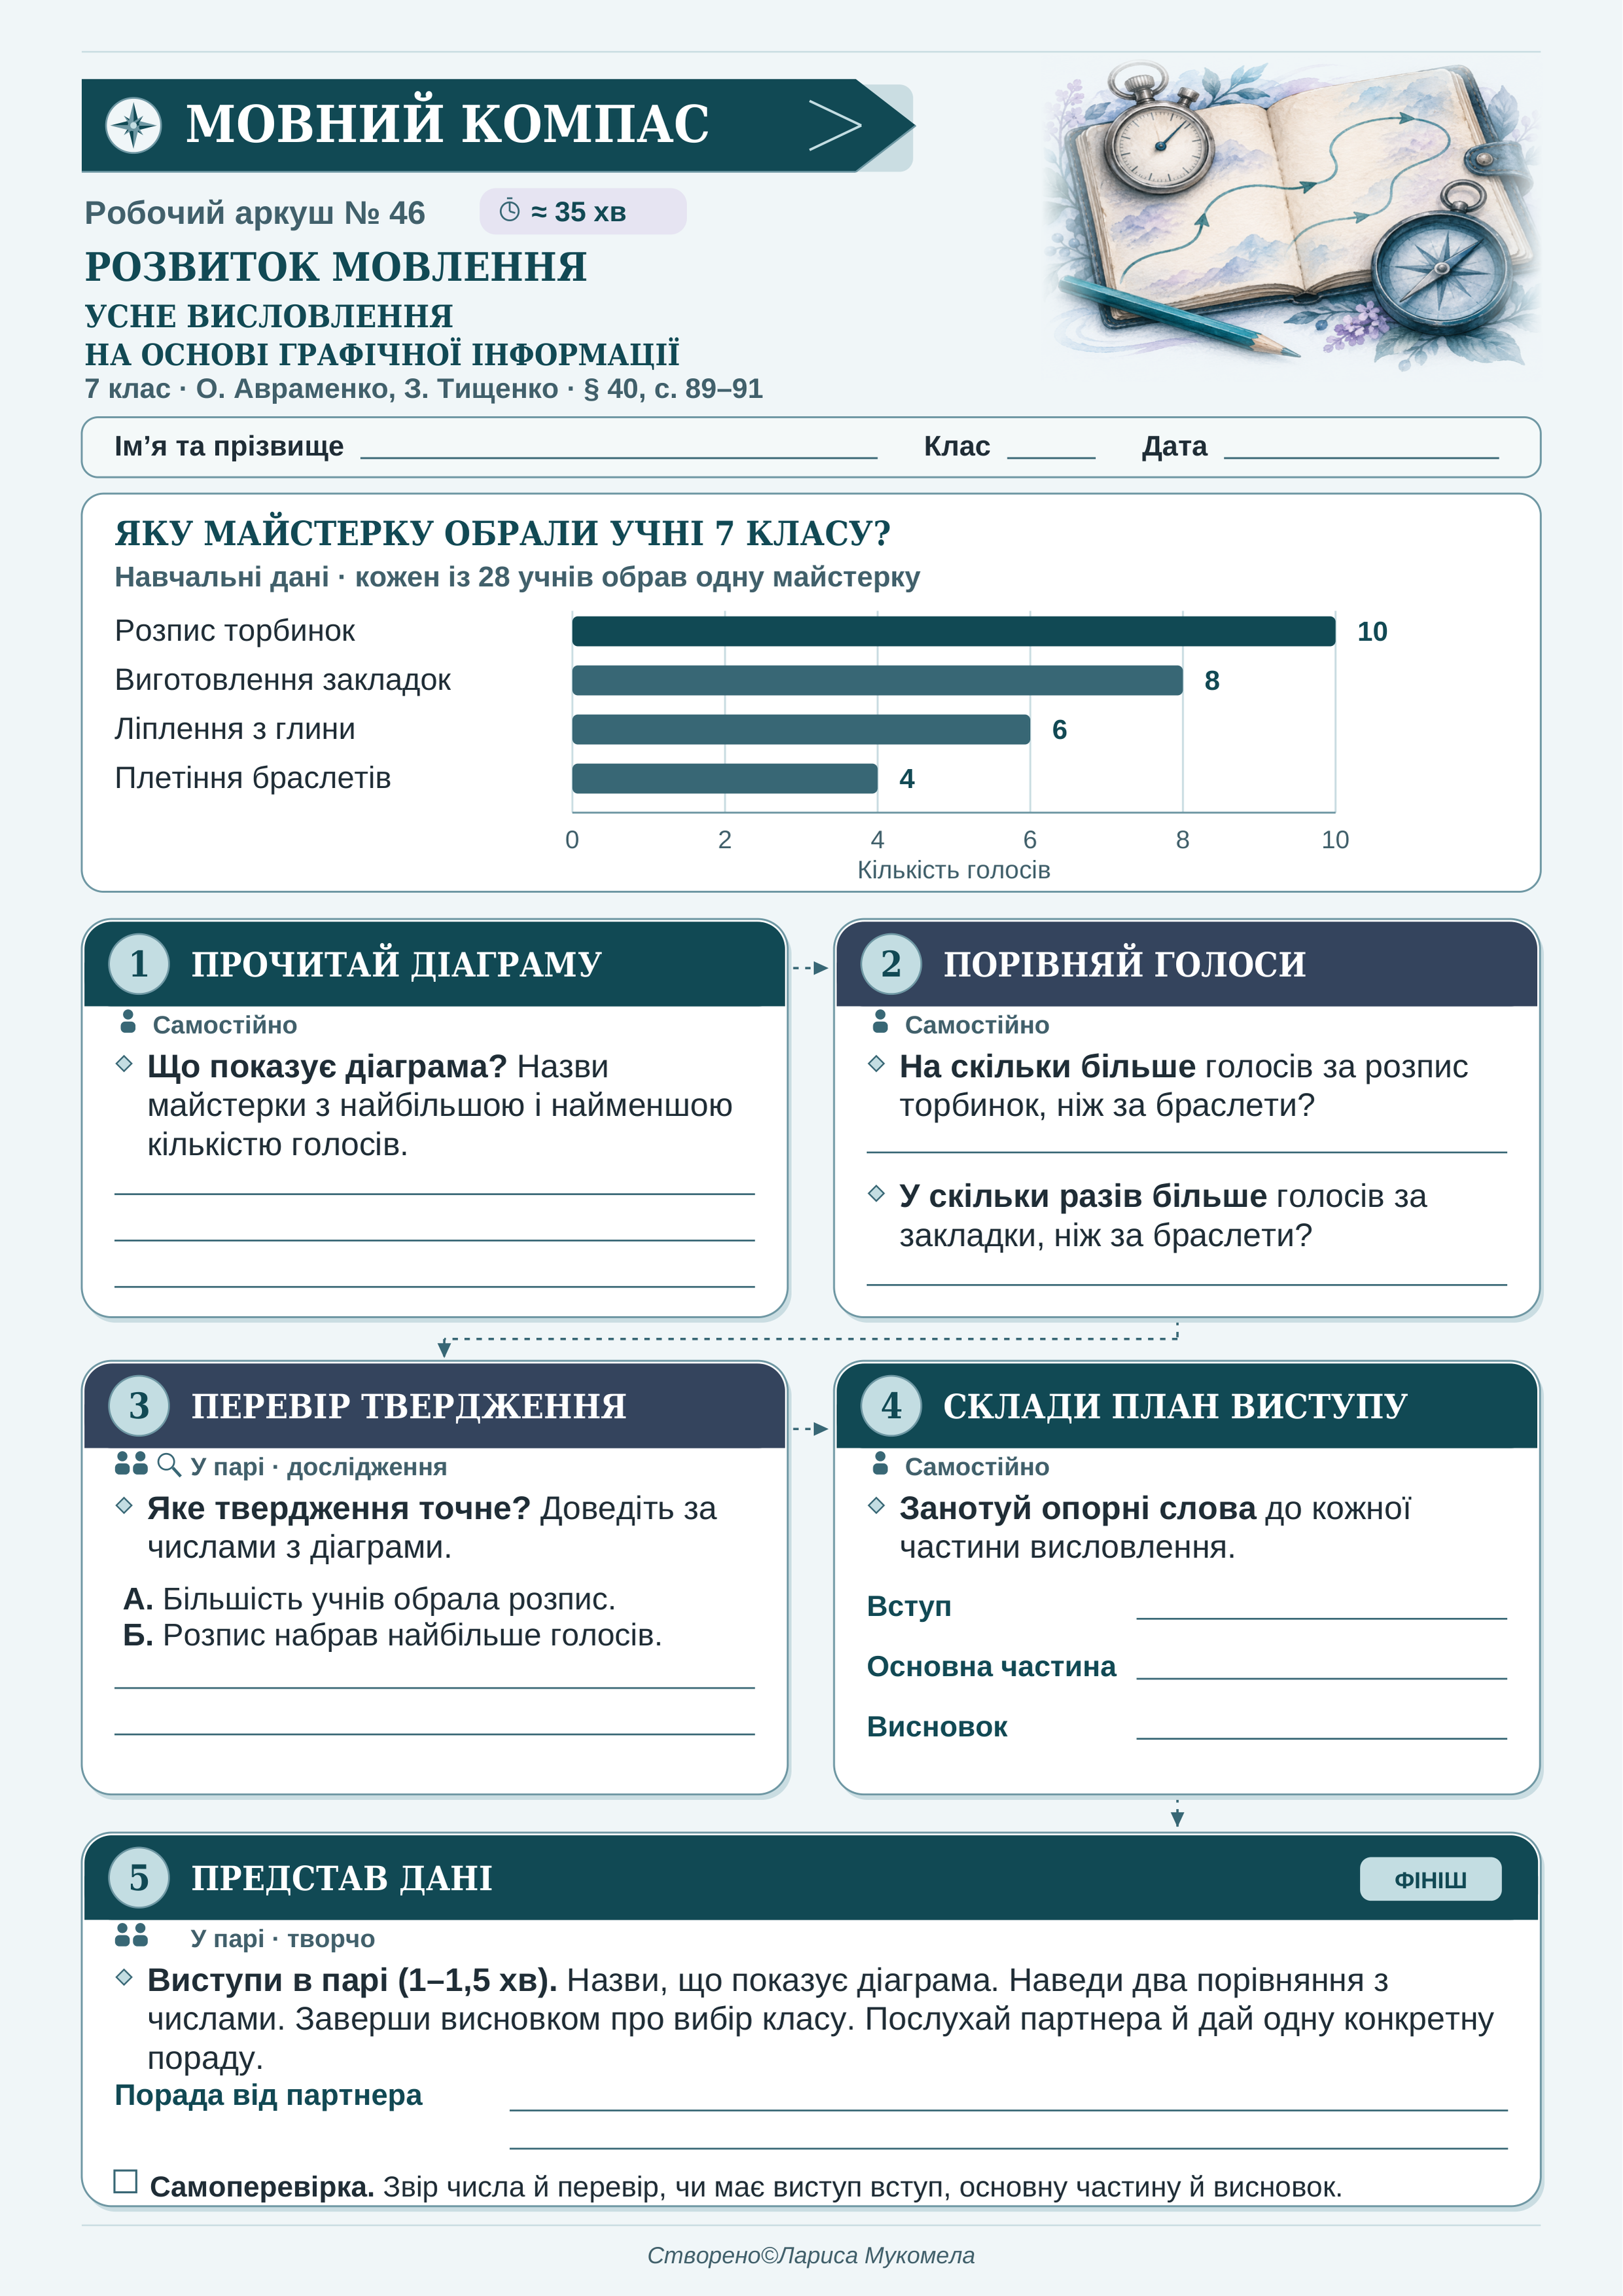 МОВНИЙ КОМПАС
Робочий аркуш № 46
≈ 35 хв
РОЗВИТОК МОВЛЕННЯ
УСНЕ ВИСЛОВЛЕННЯ
НА ОСНОВІ ГРАФІЧНОЇ ІНФОРМАЦІЇ
7 клас · О. Авраменко, З. Тищенко · § 40, с. 89–91
Ім’я та прізвище Клас Дата
ЯКУ МАЙСТЕРКУ ОБРАЛИ УЧНІ 7 КЛАСУ?
Навчальні дані · кожен із 28 учнів обрав одну майстерку
Розпис торбинок 10
Виготовлення закладок 8
Ліплення з глини 6
Плетіння браслетів 4
0 2 4 6 8 10
Кількість голосів
1 ПРОЧИТАЙ ДІАГРАМУ
Самостійно
Що показує діаграма? Назви
майстерки з найбільшою і найменшою
кількістю голосів.
2 ПОРІВНЯЙ ГОЛОСИ
Самостійно
На скільки більше голосів за розпис
торбинок, ніж за браслети?
У скільки разів більше голосів за
закладки, ніж за браслети?
3 ПЕРЕВІР ТВЕРДЖЕННЯ
У парі · дослідження
Яке твердження точне? Доведіть за
числами з діаграми.
А. Більшість учнів обрала розпис.
Б. Розпис набрав найбільше голосів.
4 СКЛАДИ ПЛАН ВИСТУПУ
Самостійно
Занотуй опорні слова до кожної
частини висловлення.
Вступ
Основна частина
Висновок
5 ПРЕДСТАВ ДАНІ
ФІНІШ
У парі · творчо
Виступи в парі (1–1,5 хв). Назви, що показує діаграма. Наведи два порівняння з
числами. Заверши висновком про вибір класу. Послухай партнера й дай одну конкретну
пораду.
Порада від партнера
Самоперевірка. Звір числа й перевір, чи має виступ вступ, основну частину й висновок.
Створено©Лариса Мукомела